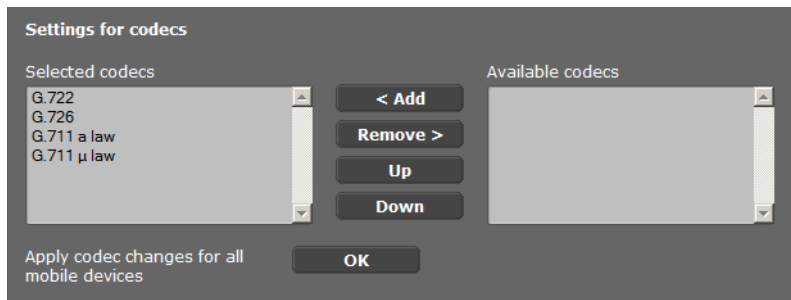 Settings for codecs
Selected codecs
Available codecs
G.722
G.726
G.711 a law
G.711 µ law
< Add
Remove >
Up
Down
Apply codec changes for all
mobile devices
OK